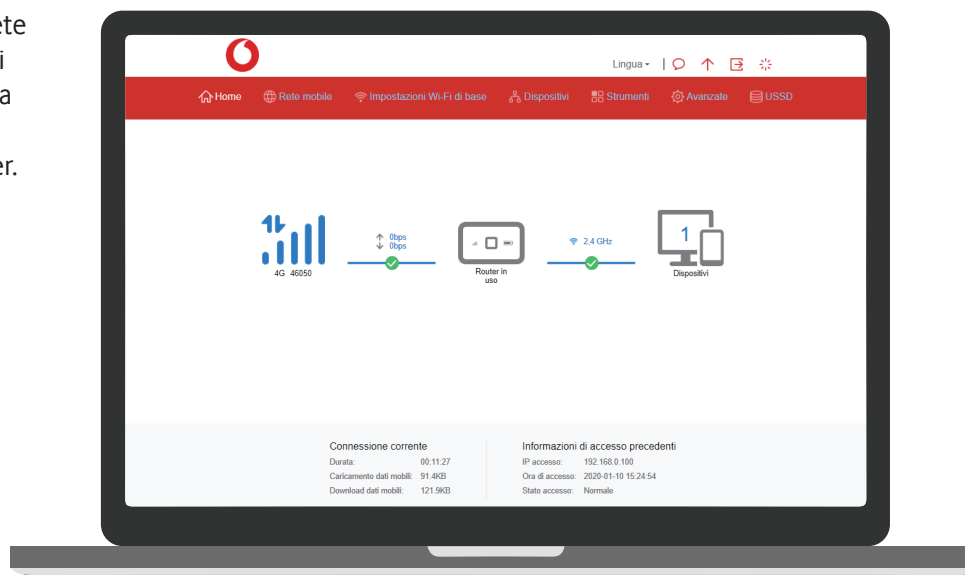 ete
i
a
er.
Lingua
Home Rete mobile Impostazioni Wi-Fi di base Dispositivi Strumenti Avanzate USSD
0bps
0bps
2,4 GHz
1
4G 46050
Router in
uso
Dispositivi
Connessione corrente
Durata: 00:11:27
Caricamento dati mobili: 91.4KB
Download dati mobili: 121.9KB
Informazioni di accesso precedenti
IP accesso: 192.168.0.100
Ora di accesso: 2020-01-10 15:24:54
Stato accesso: Normale